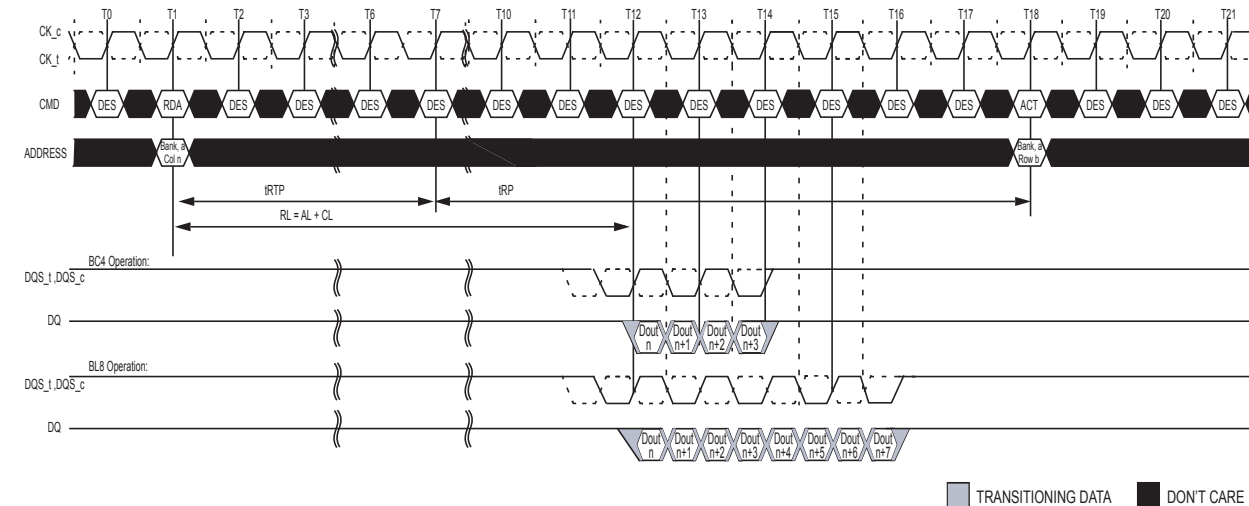 T0 T1 T2 T3 T6 T7 T10 T11 T12 T13 T14 T15 T16 T17 T18 T19 T20 T21
CK_c
CK_t
CMD DES RDA DES DES DES DES DES DES DES DES DES DES DES DES ACT DES DES DES
ADDRESS Bank, a Bank, a
Col n Row b
tRTP tRP
RL = AL + CL
BC4 Operation:
DQS_t ,DQS_c
DQ Dout Dout Dout Dout
n n+1 n+2 n+3
BL8 Operation:
DQS_t ,DQS_c
DQ Dout Dout Dout Dout Dout Dout Dout Dout
n n+1 n+2 n+3 n+4 n+5 n+6 n+7
TRANSITIONING DATA DON'T CARE